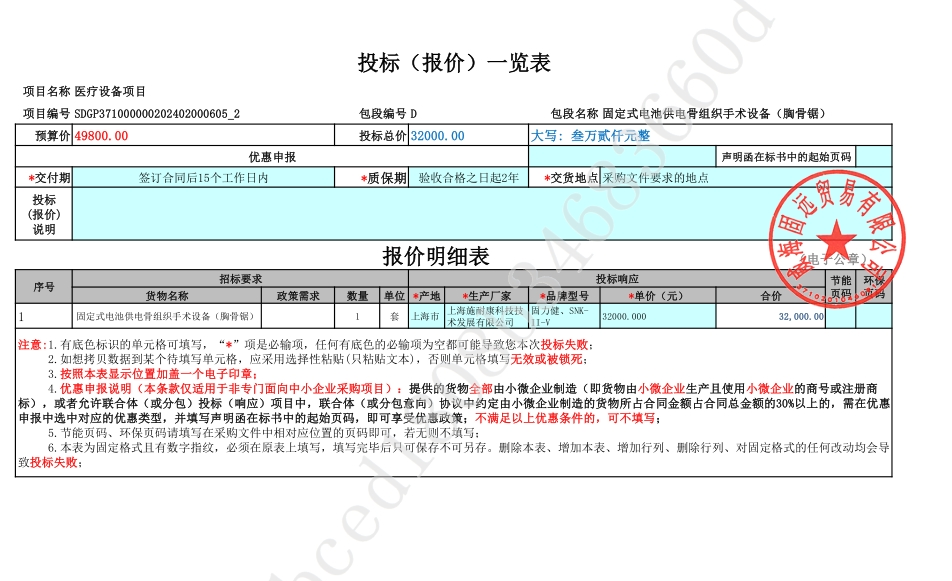 投标（报价）一览表
项目名称 医疗设备项目
项目编号 SDGP371000000202402000605_2 包段编号 D 包段名称 固定式电池供电骨组织手术设备（胸骨锯）
预算价 49800.00 投标总价 32000.00 大写: 叁万贰仟元整
优惠申报 声明函在标书中的起始页码
*交付期 签订合同后15个工作日内 *质保期 验收合格之日起2年 *交货地点 采购文件要求的地点
投标
(报价)
说明
（电子公章）
报价明细表
序号 招标要求 投标响应 节能页码 环保页码
货物名称 政策需求 数量 单位 *产地 *生产厂家 *品牌型号 *单价（元） 合价
1 固定式电池供电骨组织手术设备（胸骨锯） 1 套 上海市 上海施耐康科技技术发展有限公司 固力健、SNK-II-V 32000.000 32,000.00
注意:1.有底色标识的单元格可填写，“*”项是必输项，任何有底色的必输项为空都可能导致您的本次投标失败;
2.如想拷贝数据到某个待填写单元格，应采用选择性粘贴(只粘贴文本)，否则单元格填写无效或被锁死;
3.按照本表显示位置加盖一个电子印章;
4.优惠申报说明（本条款仅适用于非专门面向中小企业采购项目）: 提供的货物全部由小微企业制造（即货物由小微企业生产且使用小微企业的商号或注册商
标），或者允许联合体（或分包）投标（响应）项目中，联合体（或分包意向）协议中约定由小微企业制造的货物所占合同金额占合同总金额的30%以上的，需在优惠
申报中选中对应的优惠类型，并填写声明函在标书中的起始页码，即可享受优惠政策; 不满足以上优惠条件的，可不填写;
5.节能页码、环保页码请填写在采购文件中相对应位置的页码即可，若无则不填写;
6.本表为固定格式且有数字指纹，必须在原表上填写，填写完毕后只可保存不可另存。删除本表、增加本表、增加行列、删除行列、对固定格式的任何改动均会导
致投标失败;